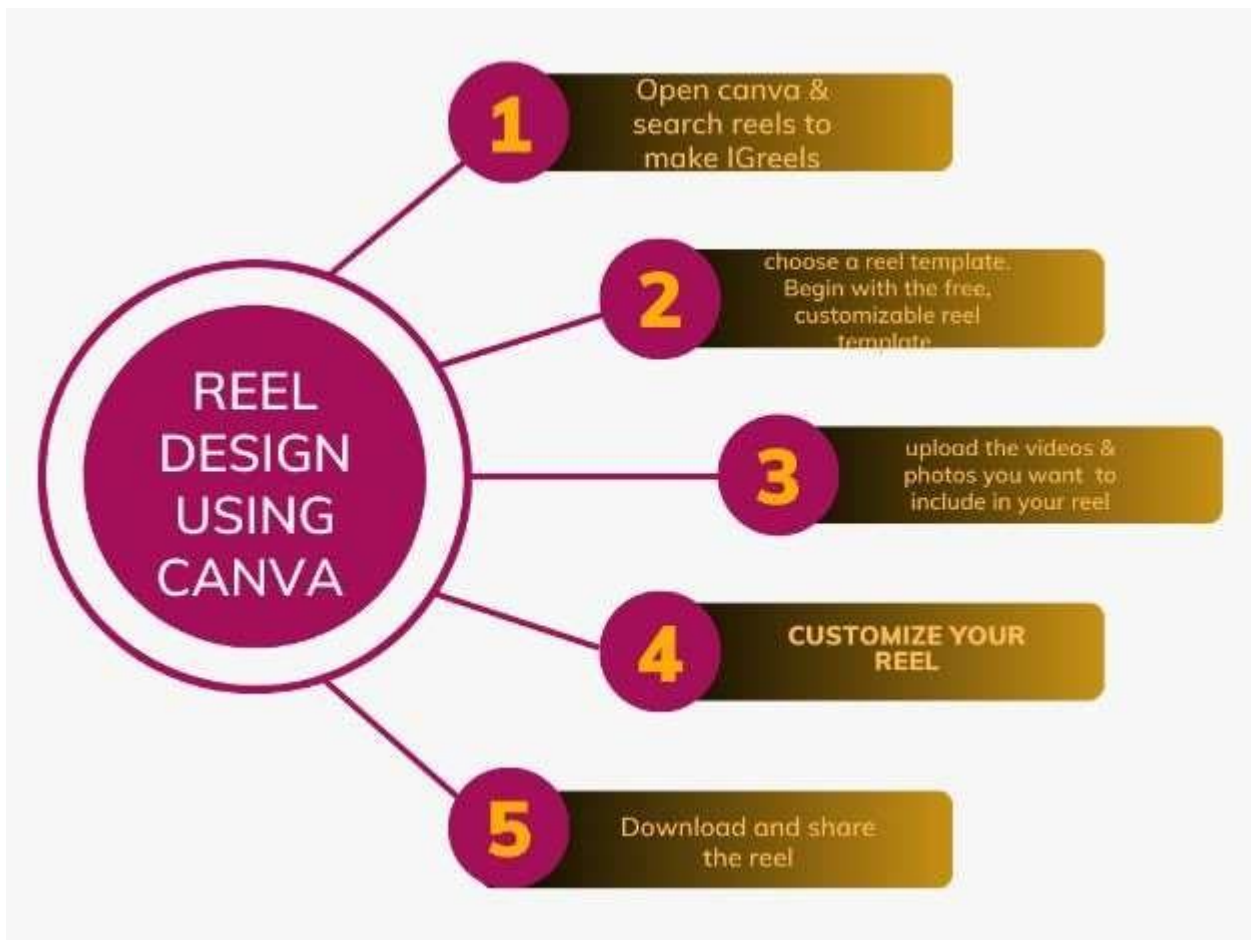 REEL
DESIGN
USING
CANVA
1
Open canva &
search reels to
make IGreels
2
choose a reel template.
Begin with the free,
customizable reel
template
3
upload the videos &
photos you want to
include in your reel
4
CUSTOMIZE YOUR
REEL
5
Download and share
the reel